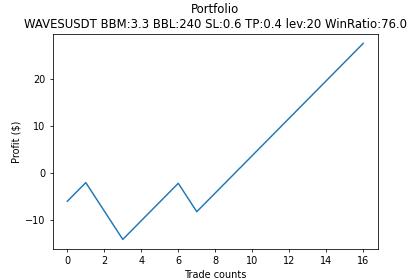 Portfolio
WAVESUSDT BBM:3.3 BBL:240 SL:0.6 TP:0.4 lev:20 WinRatio:76.0
Profit ($)
20
10
0
−10
0 2 4 6 8 10 12 14 16
Trade counts